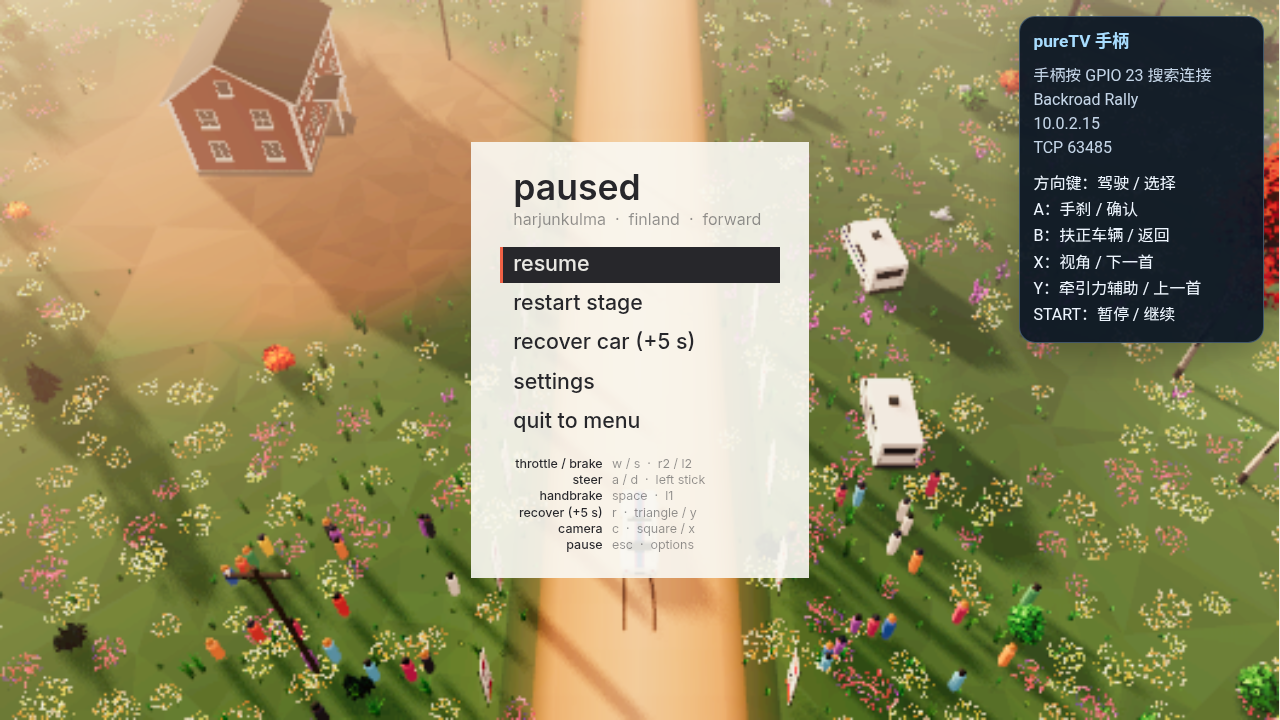 paused
harjunkulma · finland · forward
resume
restart stage
recover car (+5 s)
settings
quit to menu
throttle / brake w / s · r2 / l2
steer a / d · left stick
handbrake space · l1
recover (+5 s) r · triangle / y
camera c · square / x
pause esc · options
pureTV 手柄
手柄按 GPIO 23 搜索连接
Backroad Rally
10.0.2.15
TCP 63485
方向键：驾驶 / 选择
A：手刹 / 确认
B：扶正车辆 / 返回
X：视角 / 下一首
Y：牵引力辅助 / 上一首
START：暂停 / 继续